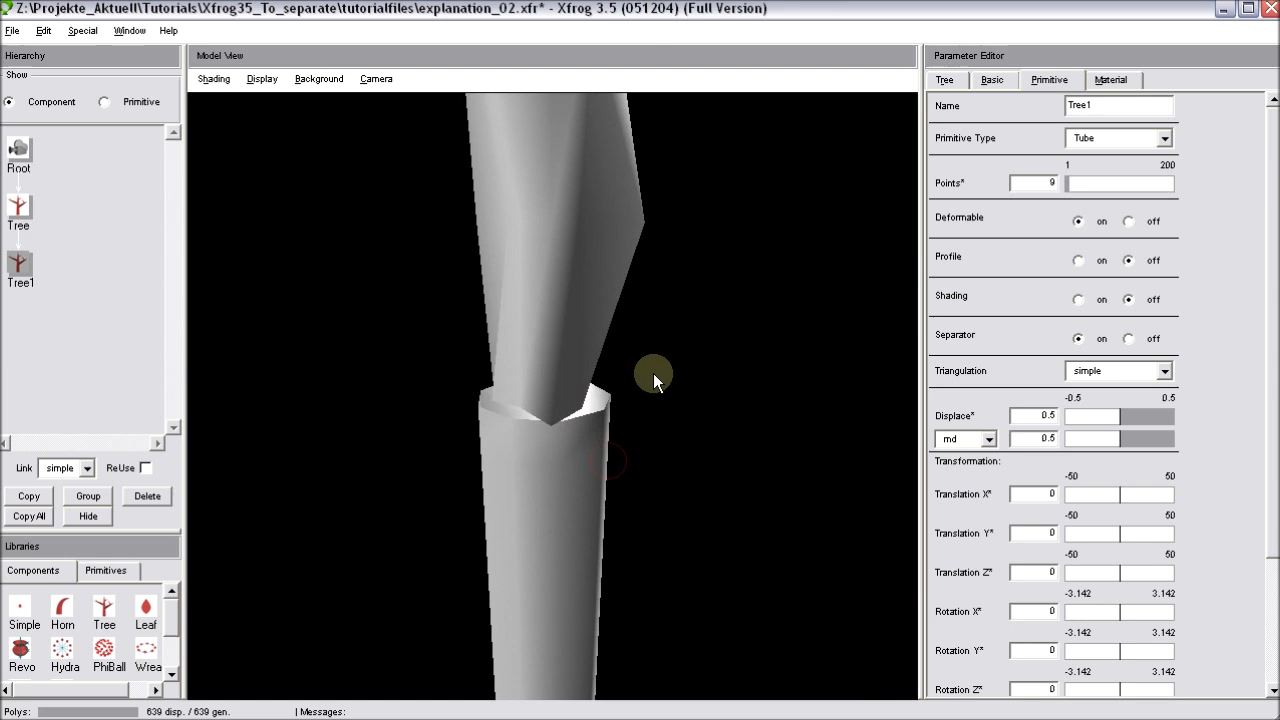 Z:\Projekte_Aktuell\Tutorials\Xfrog35_To_separate\tutorialfiles\explanation_02.xfr* - Xfrog 3.5 (051204) (Full Version)
File Edit Special Window Help
Hierarchy
Show
Component Primitive
Root
Tree
Tree1
Link simple ReUse
Copy Group Delete
CopyAll Hide
Libraries
Components Primitives
Simple Horn Tree Leaf
Revo Hydra PhiBall Wrea
Model View
Shading Display Background Camera
Parameter Editor
Tree Basic Primitive Material
Name Tree1
Primitive Type Tube
1 200
Points* 9
Deformable on off
Profile on off
Shading on off
Separator on off
Triangulation simple
-0.5 0.5
Displace* 0.5
md 0.5
Transformation:
-50 50
Translation X* 0
-50 50
Translation Y* 0
-50 50
Translation Z* 0
-3.142 3.142
Rotation X* 0
-3.142 3.142
Rotation Y* 0
-3.142 3.142
Rotation Z* 0
Polys: 639 disp. / 639 gen. | Messages: